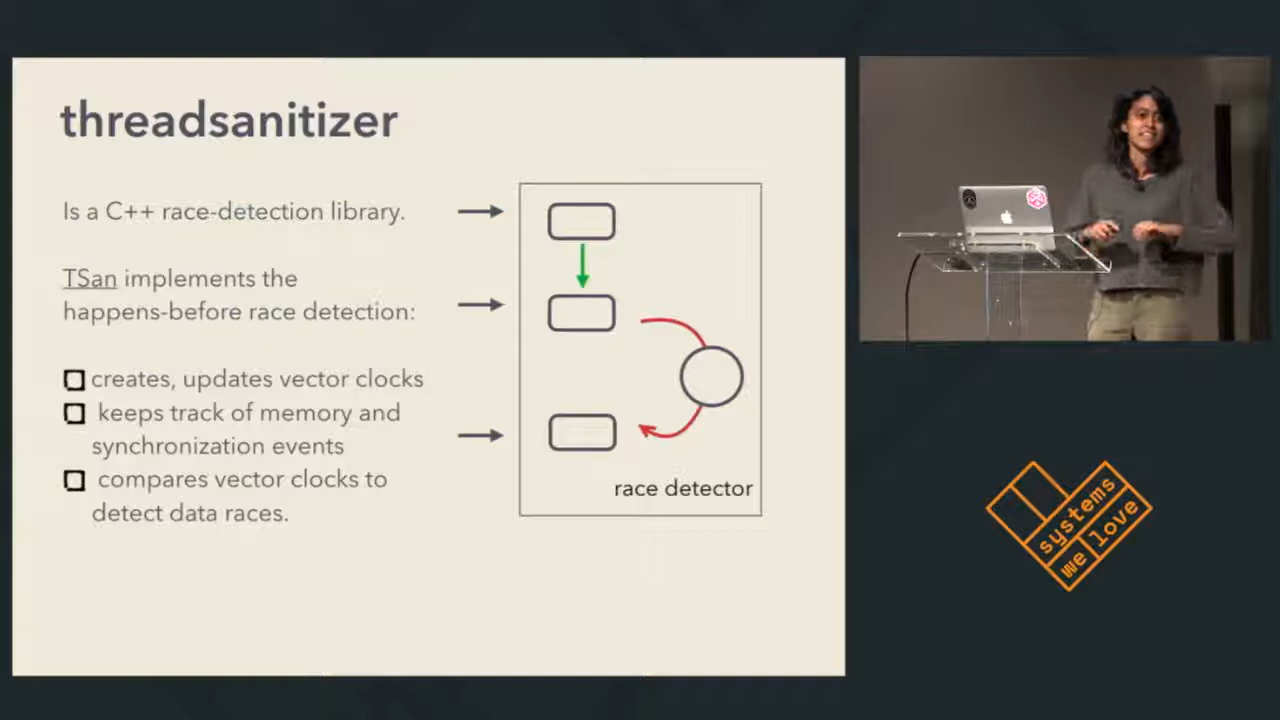 threadsanitizer
Is a C++ race-detection library.
TSan implements the
happens-before race detection:
creates, updates vector clocks
keeps track of memory and
synchronization events
compares vector clocks to
detect data races.
race detector
systems
we love